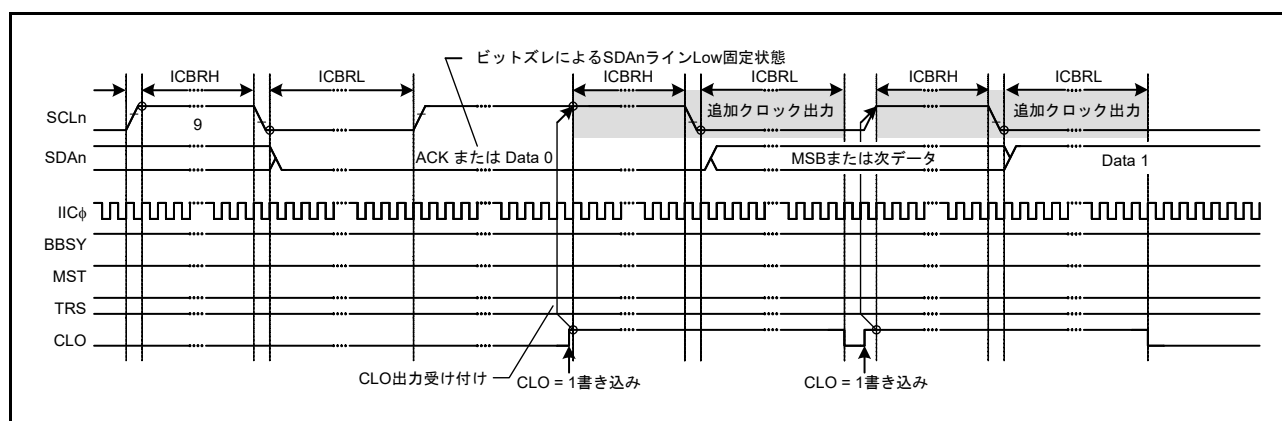 ビットズレによるSDAnラインLow固定状態
ICBRH ICBRL ICBRH ICBRL ICBRH ICBRL
SCLn 9 追加クロック出力 追加クロック出力
SDAn ACK または Data 0 MSBまたは次データ Data 1
IICφ
BBSY
MST
TRS
CLO
CLO出力受け付け CLO = 1書き込み CLO = 1書き込み